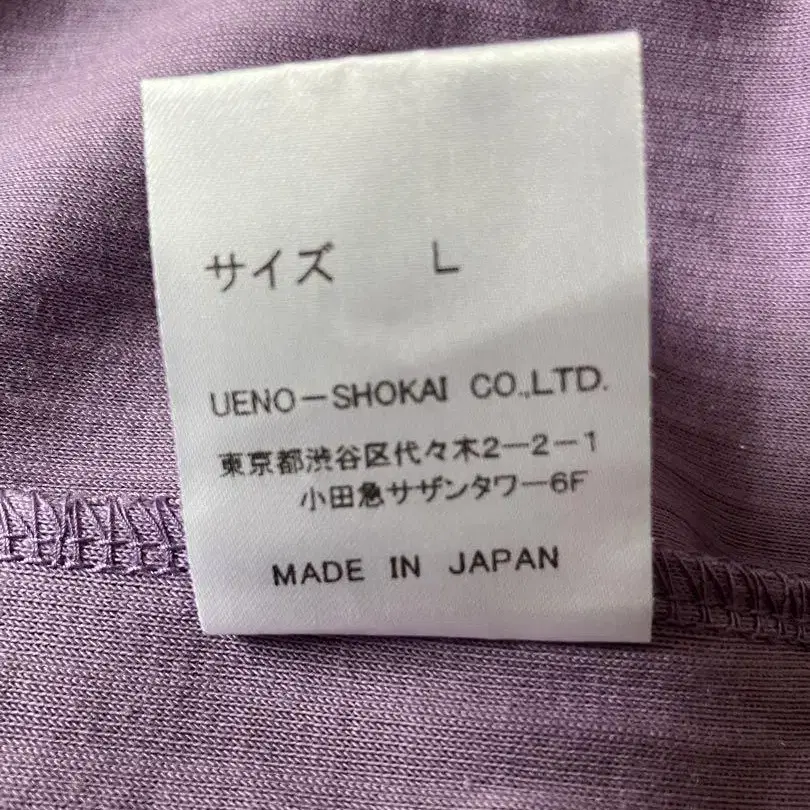 サイズ L
UENO-SHOKAI CO.,LTD.
東京都渋谷区代々木2-2-1
小田急サザンタワー6F
MADE IN JAPAN